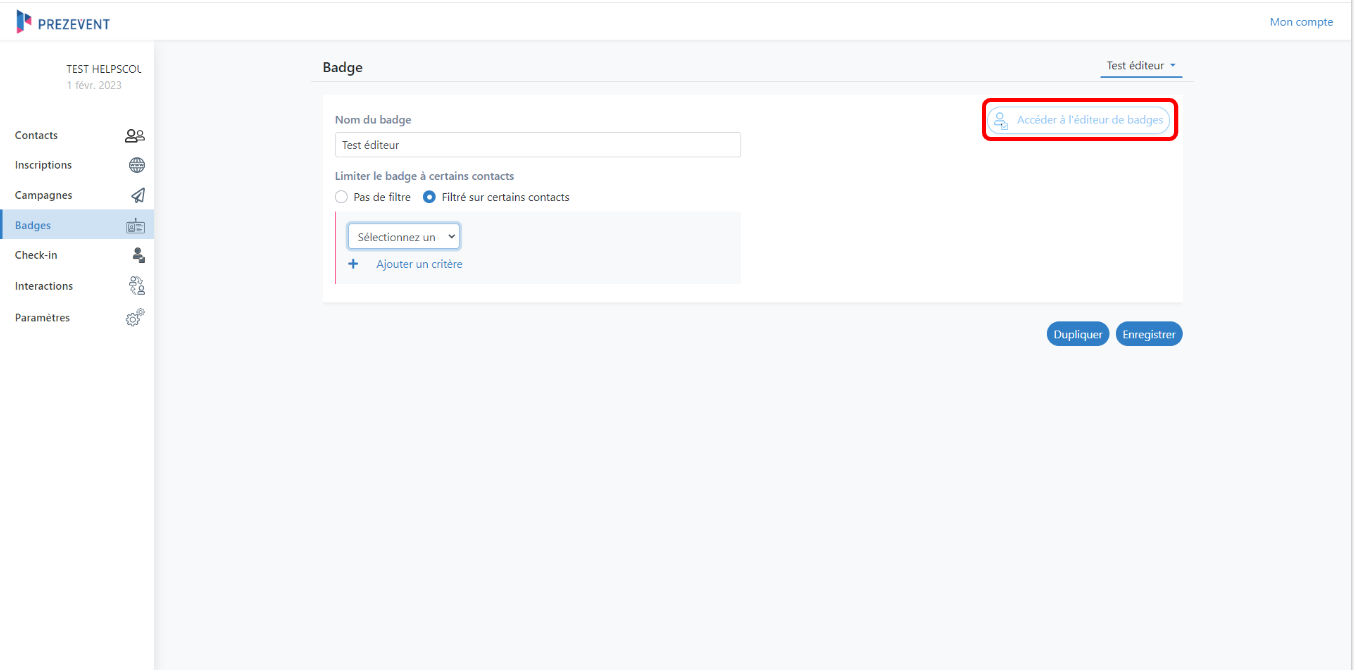 PREZEVENT
Mon compte
TEST HELPSCOU
1 févr. 2023
Contacts
Inscriptions
Campagnes
Badges
Check-in
Interactions
Paramètres
Badge
Test éditeur
Nom du badge
Accéder à l'éditeur de badges
Test éditeur
Limiter le badge à certains contacts
Pas de filtre Filtré sur certains contacts
Sélectionnez un
+ Ajouter un critère
Dupliquer Enregistrer